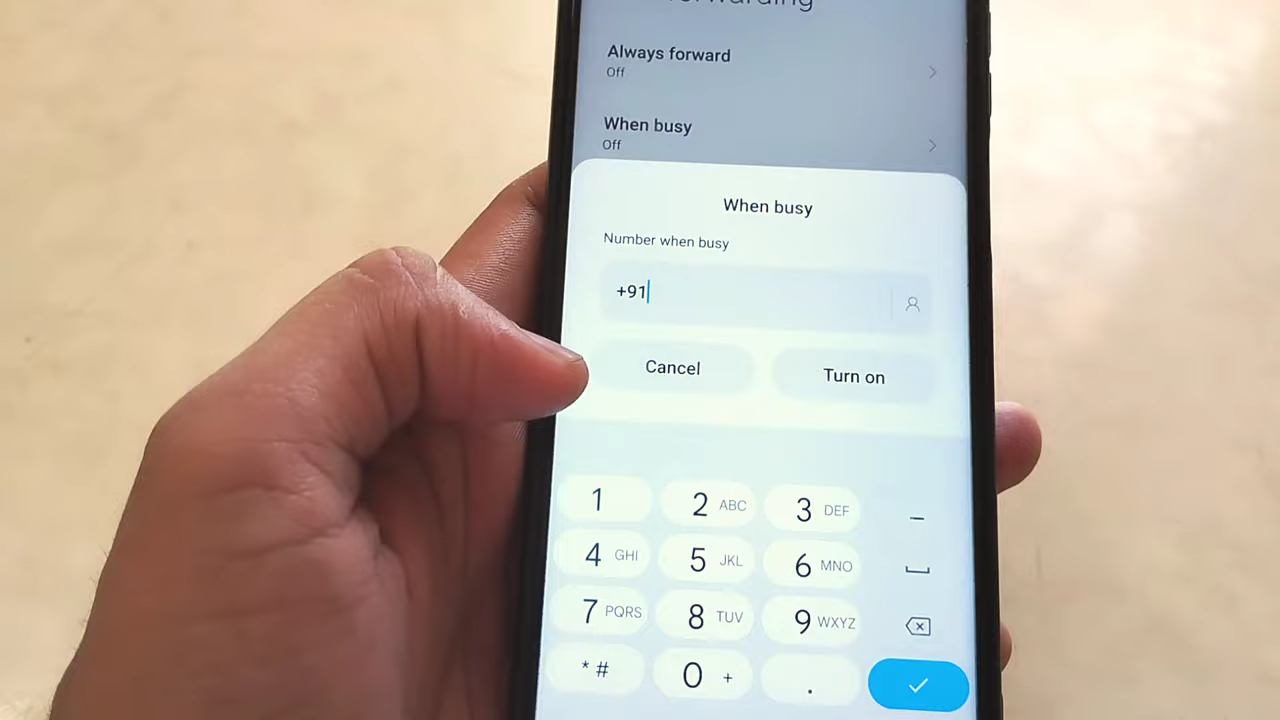 forwarding
Always forward
Off
When busy
Off
When busy
Number when busy
+91
Cancel
Turn on
1
2 ABC
3 DEF
4 GHI
5 JKL
6 MNO
7 PQRS
8 TUV
9 WXYZ
* #
0 +
.